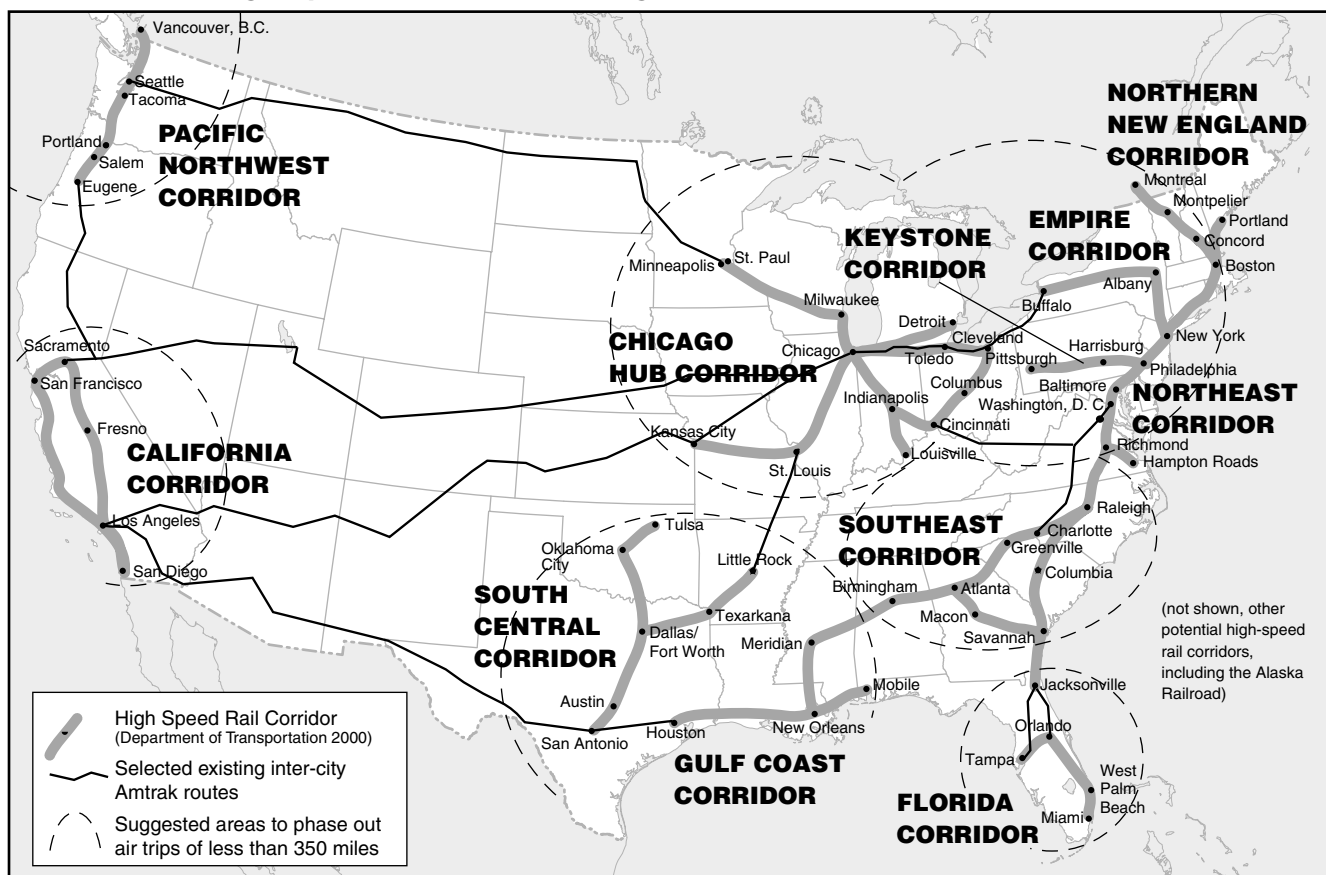 Vancouver, B.C.
Seattle
Tacoma
Portland
Salem
Eugene
PACIFIC
NORTHWEST
CORRIDOR
NORTHERN
NEW ENGLAND
CORRIDOR
Montreal
Montpelier
Portland
Concord
Boston
EMPIRE
CORRIDOR
Albany
Buffalo
New York
KEYSTONE
CORRIDOR
Harrisburg
Pittsburgh
Philadelphia
Baltimore
Washington, D. C.
NORTHEAST
CORRIDOR
Richmond
Hampton Roads
Minneapolis
St. Paul
Milwaukee
Detroit
Cleveland
Toledo
Chicago
CHICAGO
HUB CORRIDOR
Columbus
Indianapolis
Cincinnati
Louisville
Kansas City
St. Louis
Sacramento
San Francisco
Fresno
CALIFORNIA
CORRIDOR
Los Angeles
San Diego
Tulsa
Oklahoma
City
Little Rock
Texarkana
SOUTH
CENTRAL
CORRIDOR
Dallas/
Fort Worth
Austin
San Antonio
SOUTHEAST
CORRIDOR
Raleigh
Charlotte
Greenville
Columbia
Birmingham
Atlanta
Macon
Savannah
Meridian
Mobile
Houston
New Orleans
GULF COAST
CORRIDOR
Jacksonville
Orlando
Tampa
West
Palm
Beach
Miami
FLORIDA
CORRIDOR
(not shown, other
potential high-speed
rail corridors,
including the Alaska
Railroad)
High Speed Rail Corridor
(Department of Transportation 2000)
Selected existing inter-city
Amtrak routes
Suggested areas to phase out
air trips of less than 350 miles